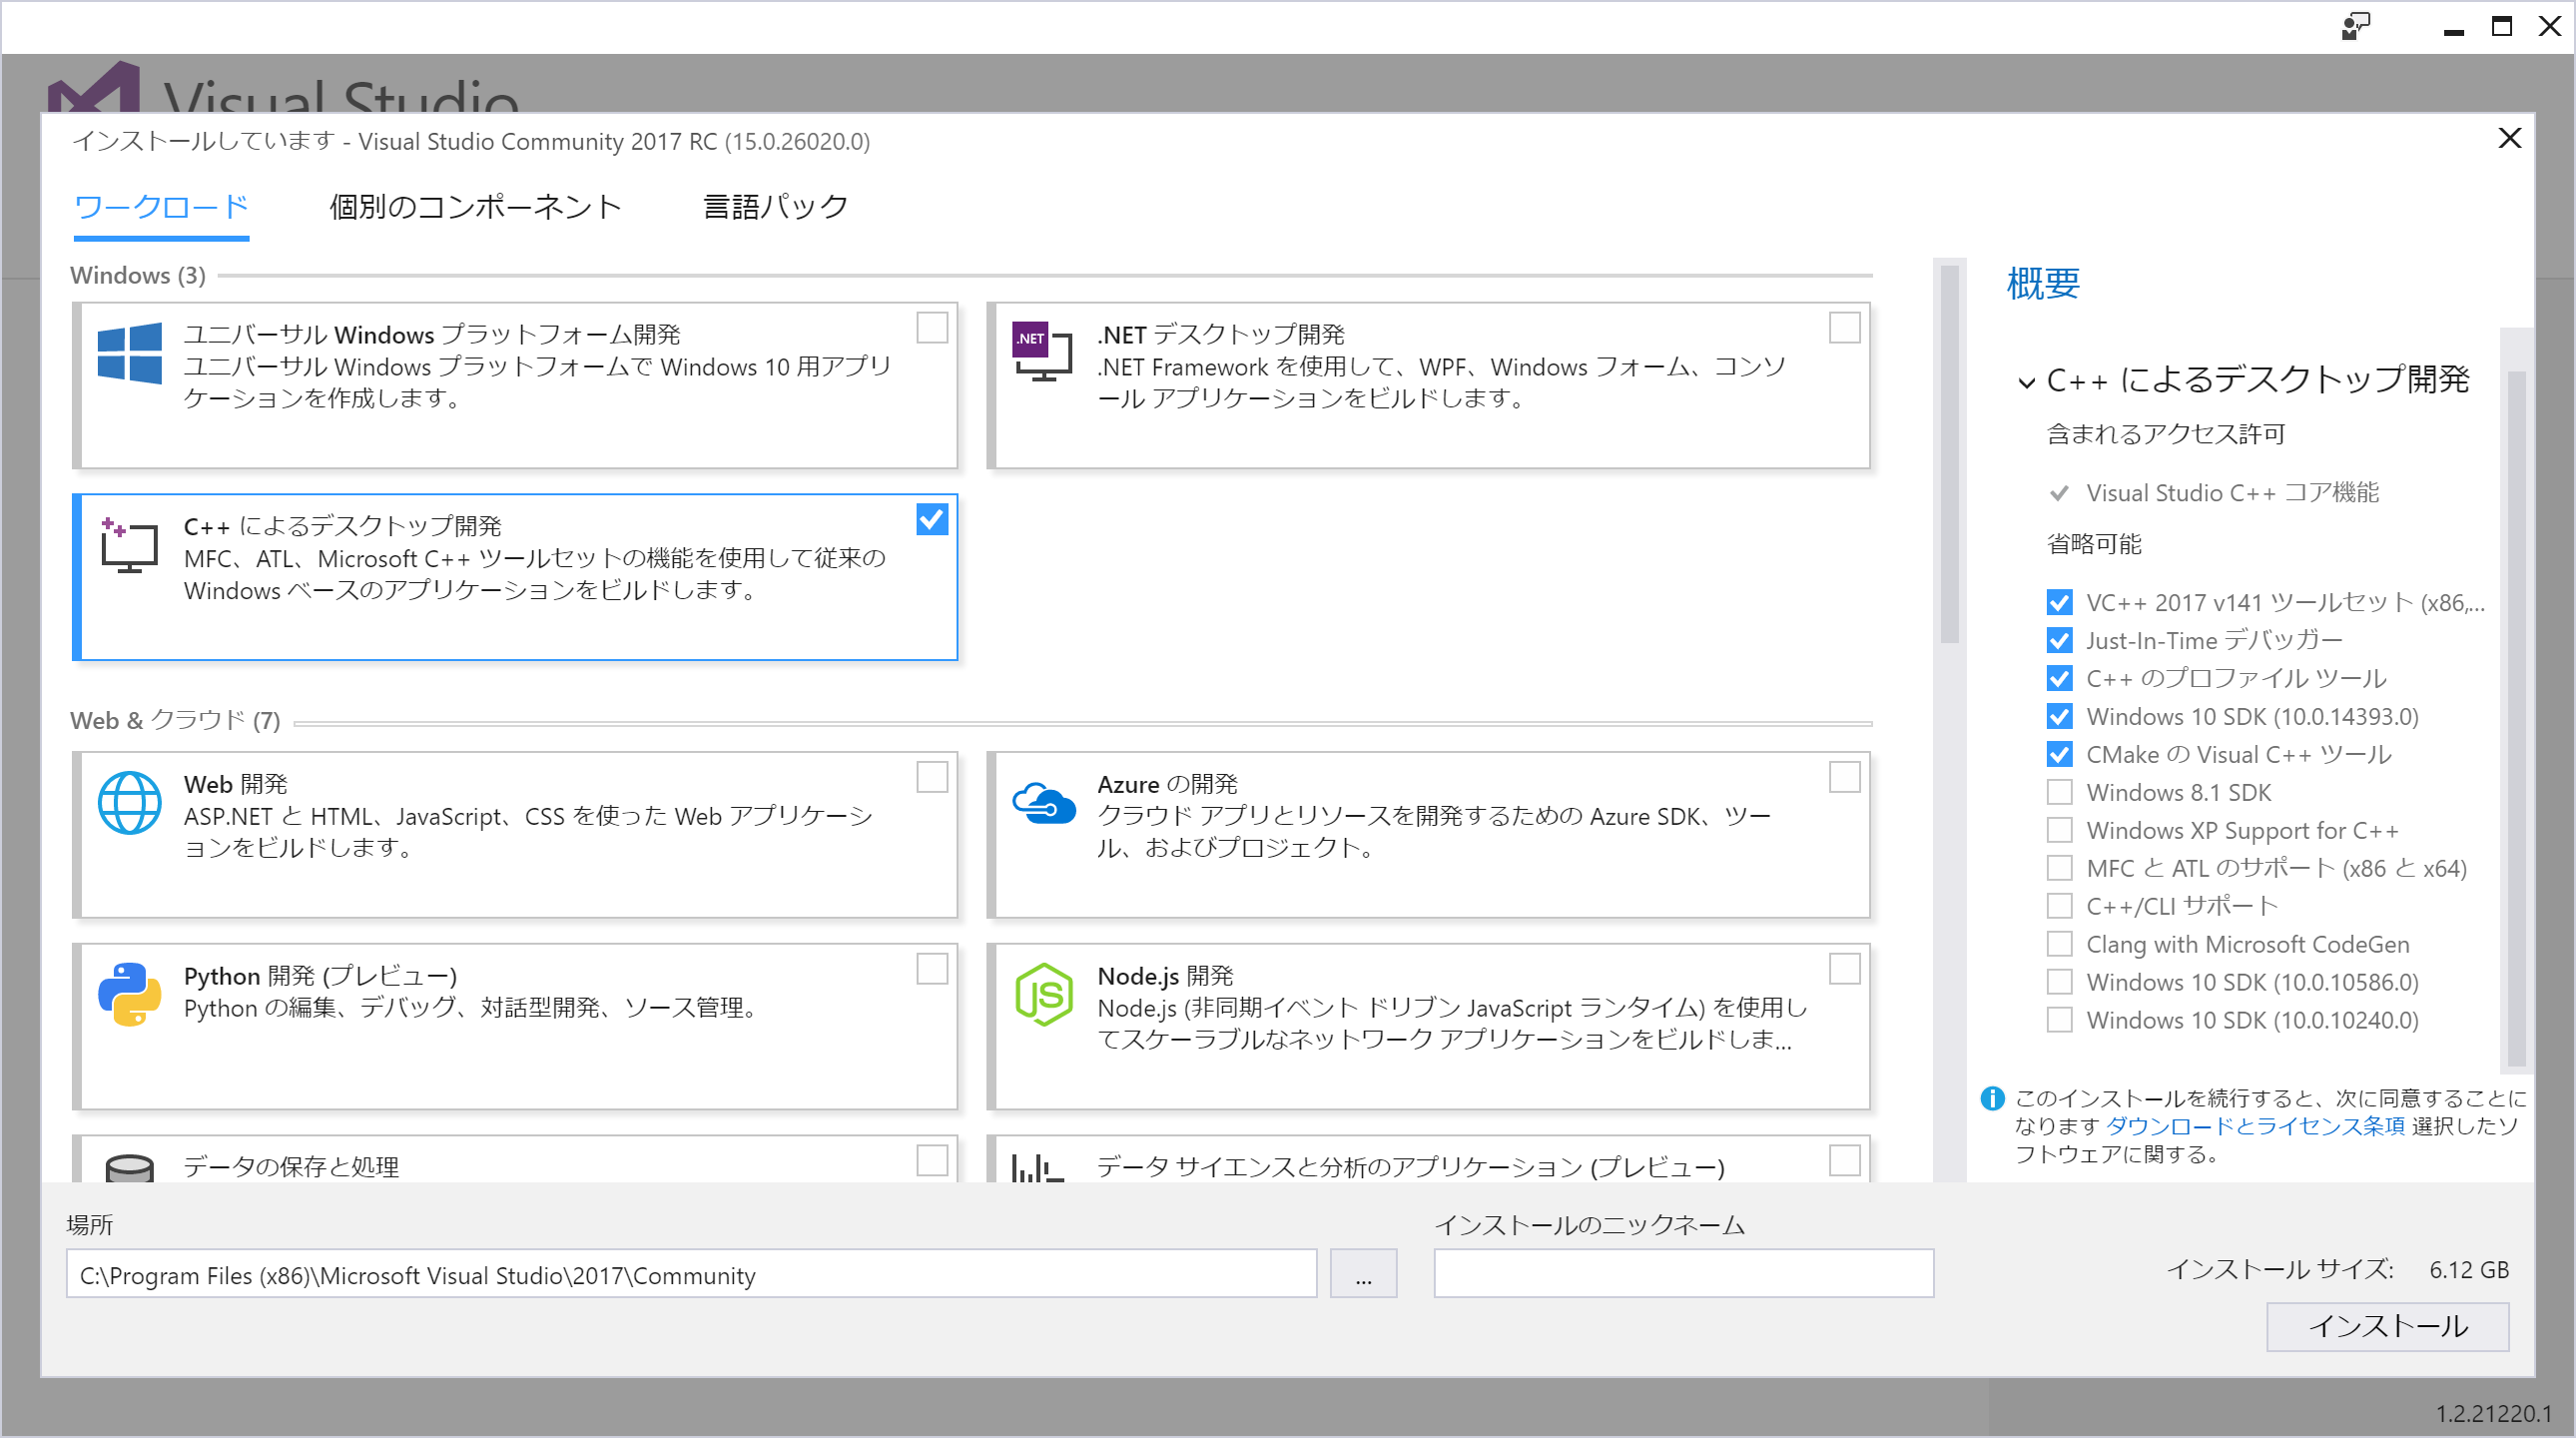 Visual Studio
インストールしています - Visual Studio Community 2017 RC (15.0.26020.0)
ワークロード
個別のコンポーネント
言語パック
Windows (3)
ユニバーサル Windows プラットフォーム開発
ユニバーサル Windows プラットフォームで Windows 10 用アプリ
ケーションを作成します。
.NET
.NET デスクトップ開発
.NET Framework を使用して、WPF、Windows フォーム、コンソ
ール アプリケーションをビルドします。
C++ によるデスクトップ開発
MFC、ATL、Microsoft C++ ツールセットの機能を使用して従来の
Windows ベースのアプリケーションをビルドします。
Web & クラウド (7)
Web 開発
ASP.NET と HTML、JavaScript、CSS を使った Web アプリケーシ
ョンをビルドします。
Azure の開発
クラウド アプリとリソースを開発するための Azure SDK、ツー
ル、およびプロジェクト。
Python 開発 (プレビュー)
Python の編集、デバッグ、対話型開発、ソース管理。
JS
Node.js 開発
Node.js (非同期イベント ドリブン JavaScript ランタイム) を使用し
てスケーラブルなネットワーク アプリケーションをビルドしま...
データの保存と処理
データ サイエンスと分析のアプリケーション (プレビュー)
概要
C++ によるデスクトップ開発
含まれるアクセス許可
Visual Studio C++ コア機能
省略可能
VC++ 2017 v141 ツールセット (x86,...
Just-In-Time デバッガー
C++ のプロファイル ツール
Windows 10 SDK (10.0.14393.0)
CMake の Visual C++ ツール
Windows 8.1 SDK
Windows XP Support for C++
MFC と ATL のサポート (x86 と x64)
C++/CLI サポート
Clang with Microsoft CodeGen
Windows 10 SDK (10.0.10586.0)
Windows 10 SDK (10.0.10240.0)
このインストールを続行すると、次に同意することに
なります ダウンロードとライセンス条項 選択したソ
フトウェアに関する。
場所
C:\Program Files (x86)\Microsoft Visual Studio\2017\Community
...
インストールのニックネーム
インストール サイズ: 6.12 GB
インストール
1.2.21220.1